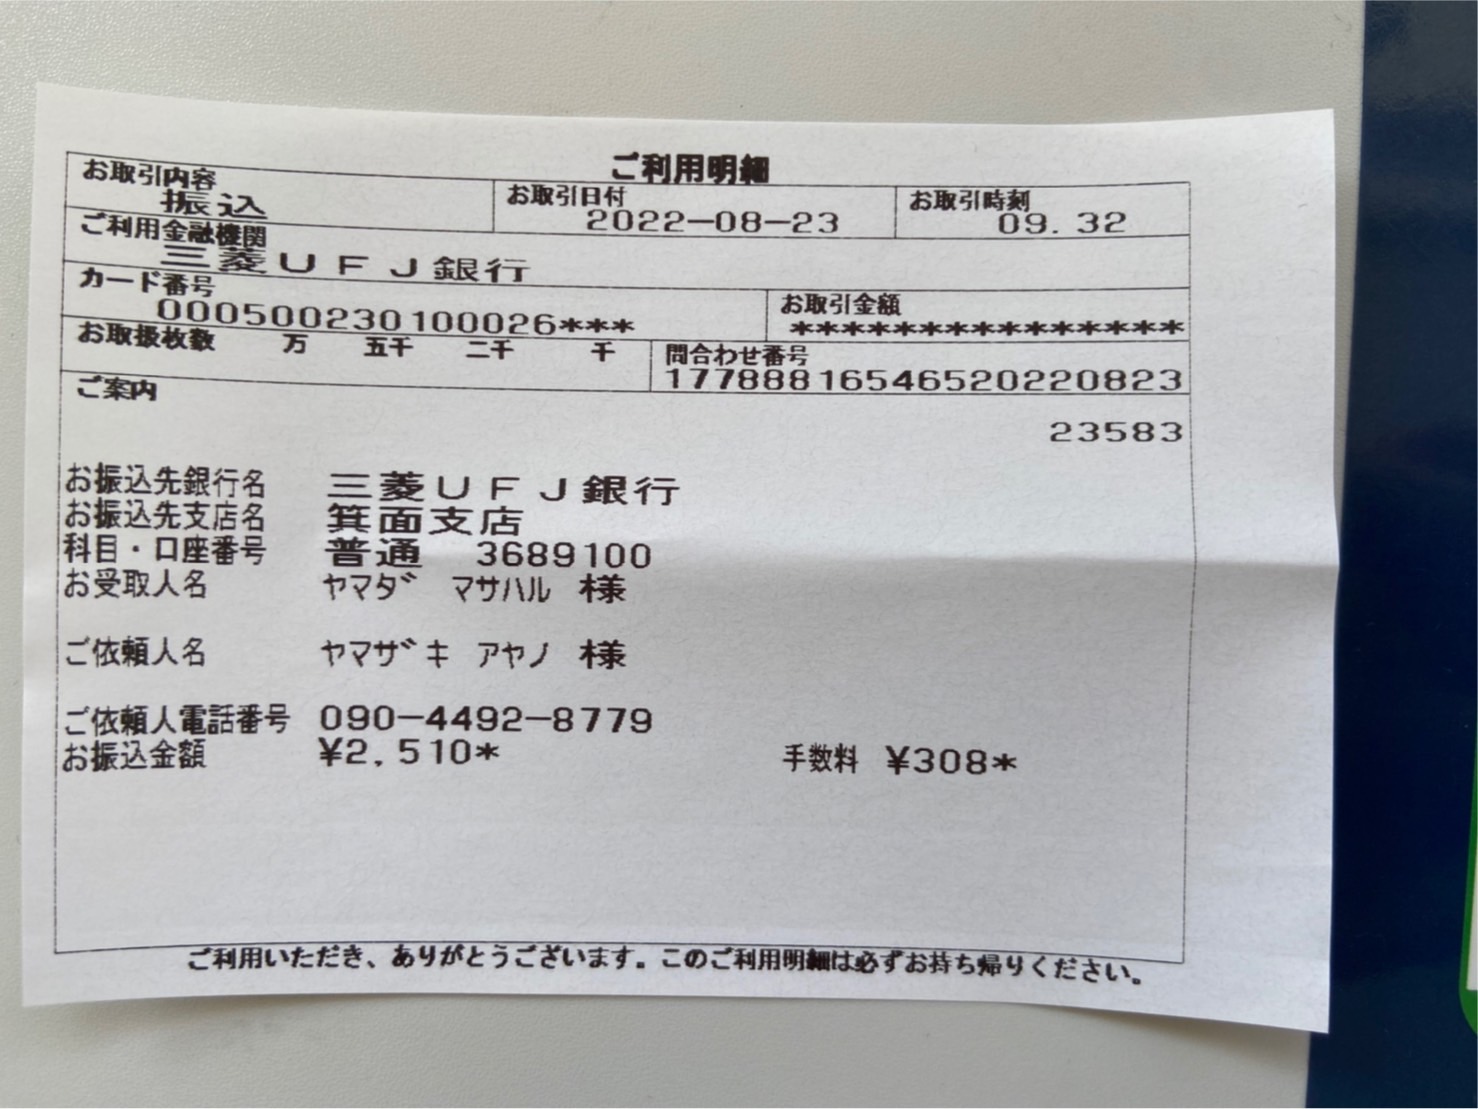 ご利用明細
お取引内容 お取引日付 お取引時刻
振込 2022-08-23 09.32
ご利用金融機関
三菱UFJ銀行
カード番号 お取引金額
000500230100026*** ***************
お取扱枚数 万 五千 二千 千 問合わせ番号
17788816546520220823
ご案内
23583
お振込先銀行名 三菱UFJ銀行
お振込先支店名 箕面支店
科目・口座番号 普通 3689100
お受取人名 ヤマダ マサハル 様
ご依頼人名 ヤマザキ アヤノ 様
ご依頼人電話番号 090-4492-8779
お振込金額 ¥2,510* 手数料 ¥308*
ご利用いただき、ありがとうございます。このご利用明細は必ずお持ち帰りください。